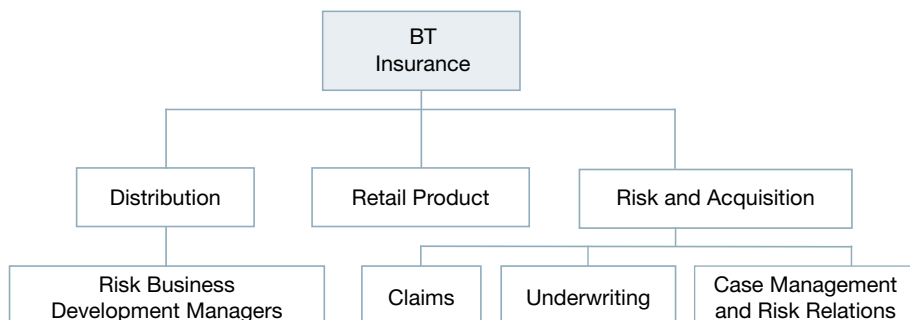 BT
Insurance
Distribution
Retail Product
Risk and Acquisition
Risk Business
Development Managers
Claims
Underwriting
Case Management
and Risk Relations